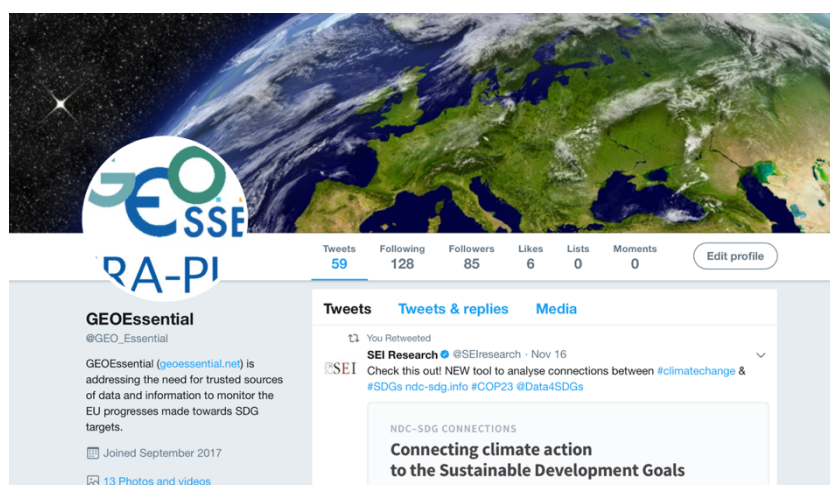 GEO
ESSE
RA-PI
Tweets Following Followers Likes Lists Moments
59 128 85 6 0 0
Edit profile
GEOEssential
@GEO_Essential
GEOEssential (geoessential.net) is
addressing the need for trusted sources
of data and information to monitor the
EU progresses made towards SDG
targets.
Joined September 2017
13 Photos and videos
Tweets Tweets & replies Media
You Retweeted
SEI Research @SEIresearch · Nov 16
SEI
Check this out! NEW tool to analyse connections between #climatechange &
#SDGs ndc-sdg.info #COP23 @Data4SDGs
NDC–SDG CONNECTIONS
Connecting climate action
to the Sustainable Development Goals